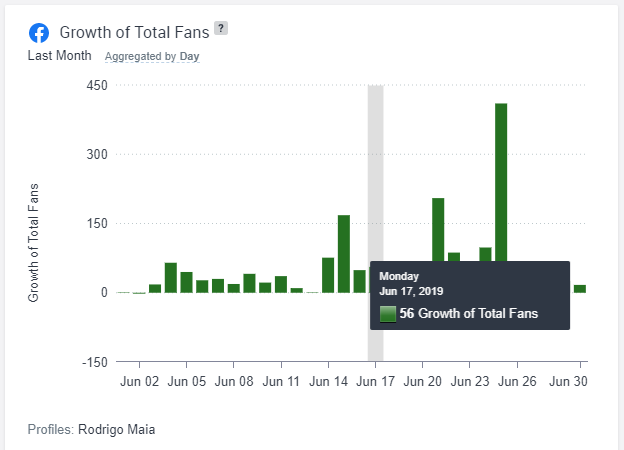 Growth of Total Fans ?
Last Month Aggregated by Day
450
300
150
0
-150
Growth of Total Fans
Monday
Jun 17, 2019
56 Growth of Total Fans
Jun 02 Jun 05 Jun 08 Jun 11 Jun 14 Jun 17 Jun 20 Jun 23 Jun 26 Jun 30
Profiles: Rodrigo Maia